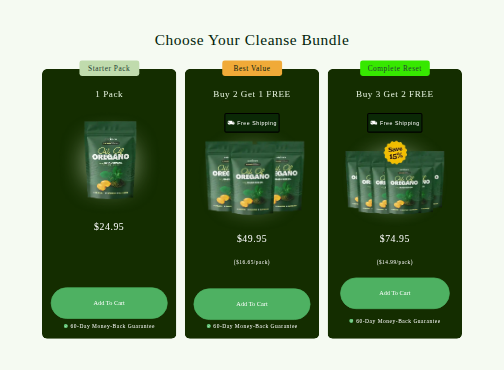 Choose Your Cleanse Bundle
Starter Pack
1 Pack
OREGANO
$24.95
Add To Cart
60-Day Money-Back Guarantee
Best Value
Buy 2 Get 1 FREE
Free Shipping
OREGANO
$49.95
($16.65/pack)
Add To Cart
60-Day Money-Back Guarantee
Complete Reset
Buy 3 Get 2 FREE
Free Shipping
Save
15%
OREGANO
$74.95
($14.99/pack)
Add To Cart
60-Day Money-Back Guarantee